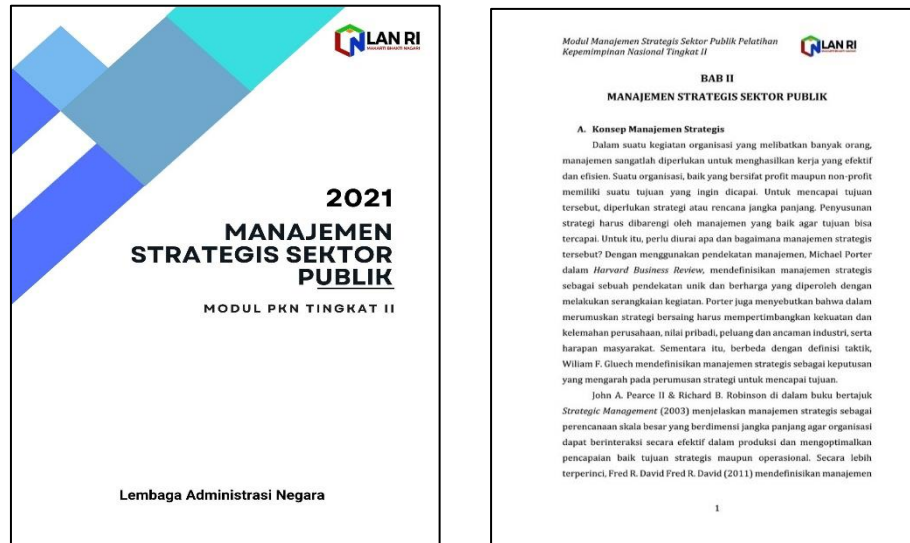 LAN RI
MAKARTI BHAKTI NAGARI
2021
MANAJEMEN
STRATEGIS SEKTOR
PUBLIK
MODUL PKN TINGKAT II
Lembaga Administrasi Negara
Modul Manajemen Strategis Sektor Publik Pelatihan
Kepemimpinan Nasional Tingkat II
LAN RI
BAB II
MANAJEMEN STRATEGIS SEKTOR PUBLIK
A. Konsep Manajemen Strategis
Dalam suatu kegiatan organisasi yang melibatkan banyak orang,
manajemen sangatlah diperlukan untuk menghasilkan kerja yang efektif
dan efisien. Suatu organisasi, baik yang bersifat profit maupun non-profit
memiliki suatu tujuan yang ingin dicapai. Untuk mencapai tujuan
tersebut, diperlukan strategi atau rencana jangka panjang. Penyusunan
strategi harus dibarengi oleh manajemen yang baik agar tujuan bisa
tercapai. Untuk itu, perlu diurai apa dan bagaimana manajemen strategis
tersebut? Dengan menggunakan pendekatan manajemen, Michael Porter
dalam Harvard Business Review, mendefinisikan manajemen strategis
sebagai sebuah pendekatan unik dan berharga yang diperoleh dengan
melakukan serangkaian kegiatan. Porter juga menyebutkan bahwa dalam
merumuskan strategi bersaing harus mempertimbangkan kekuatan dan
kelemahan perusahaan, nilai pribadi, peluang dan ancaman industri, serta
harapan masyarakat. Sementara itu, berbeda dengan definisi taktik,
Wiliam F. Gluech mendefinisikan manajemen strategis sebagai keputusan
yang mengarah pada perumusan strategi untuk mencapai tujuan.
John A. Pearce II & Richard B. Robinson di dalam buku bertajuk
Strategic Management (2003) menjelaskan manajemen strategis sebagai
perencanaan skala besar yang berdimensi jangka panjang agar organisasi
dapat berinteraksi secara efektif dalam produksi dan mengoptimalkan
pencapaian baik tujuan strategis maupun operasional. Secara lebih
terperinci, Fred R. David Fred R. David (2011) mendefinisikan manajemen
1